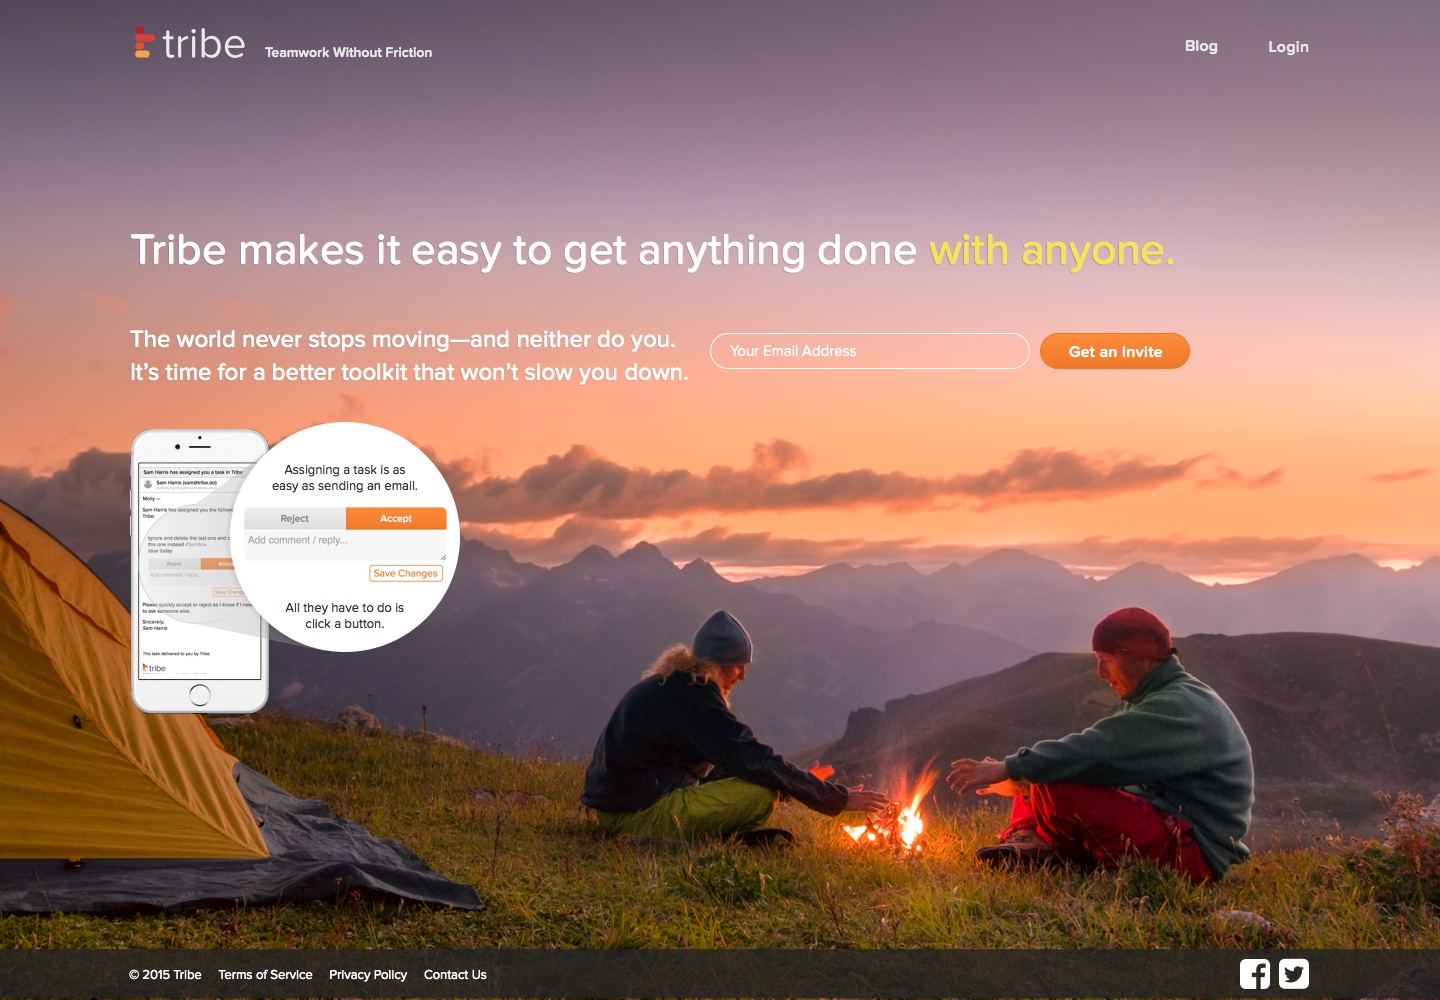 tribe
Teamwork Without Friction
Blog
Login
Tribe makes it easy to get anything done with anyone.
The world never stops moving—and neither do you.
It's time for a better toolkit that won't slow you down.
Your Email Address
Get an Invite
Sam Harris has assigned you a task in Tribe
Sam Harris (sam@tribe.do)
Molly —
Sam Harris has assigned you the
Tribe:
Ignore and delete the last one and
this one instead #Sambox
//due today
Reject
Add comment / reply...
Please quickly accept or reject so I know if I need
to ask someone else.
Sincerely,
Sam Harris
This task delivered to you by Tribe.
tribe
Assigning a task is as
easy as sending an email.
Reject
Accept
Add comment / reply...
Save Changes
All they have to do is
click a button.
© 2015 Tribe
Terms of Service
Privacy Policy
Contact Us